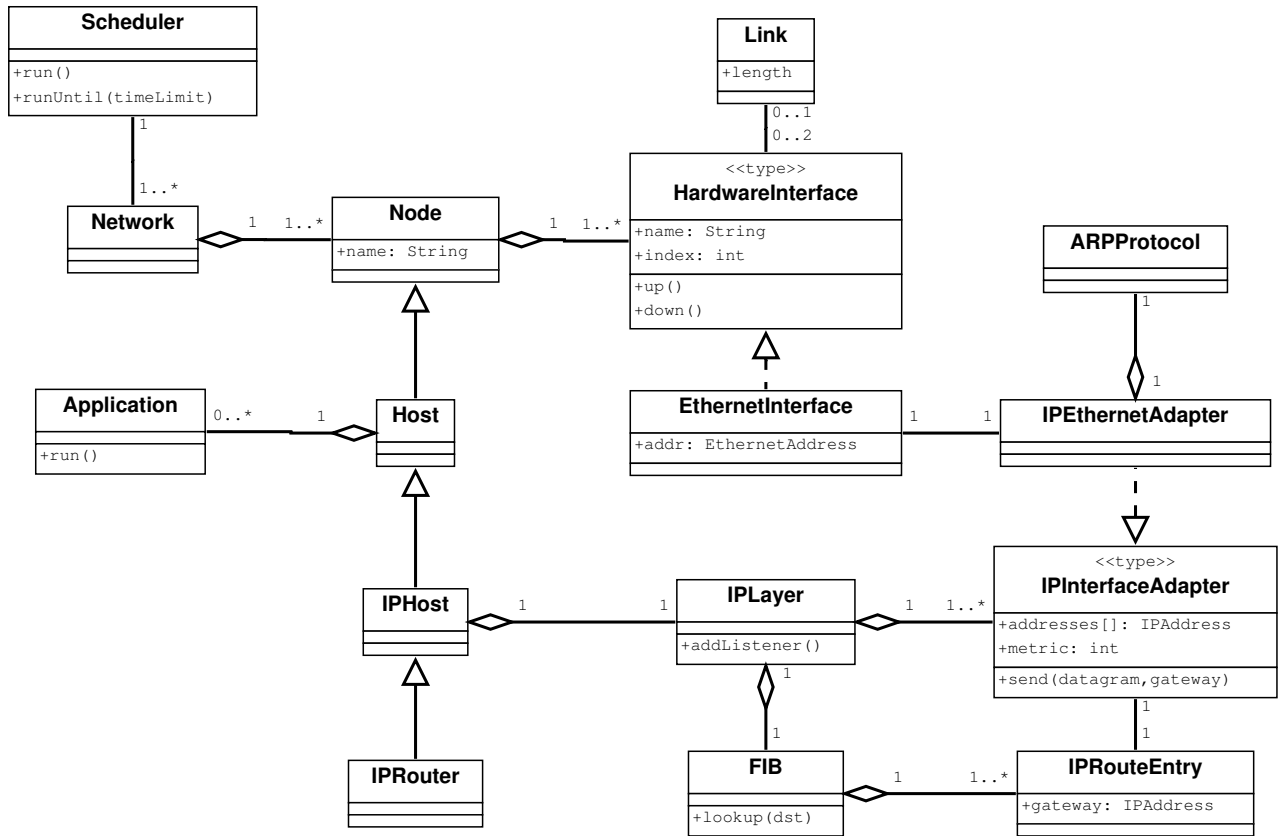 Scheduler
+run()
+runUntil(timeLimit)
1
1..*
Network
1
1..*
Node
+name: String
1
1..*
Link
+length
0..1
0..2
<<type>>
HardwareInterface
+name: String
+index: int
+up()
+down()
ARPProtocol
1
1
Application
+run()
0..*
1
Host
EthernetInterface
+addr: EthernetAddress
1
1
IPEthernetAdapter
IPHost
1
1
IPLayer
+addListener()
1
1..*
<<type>>
IPInterfaceAdapter
+addresses[]: IPAddress
+metric: int
+send(datagram,gateway)
1
1
1
1
IPRouter
FIB
+lookup(dst)
1
1..*
IPRouteEntry
+gateway: IPAddress